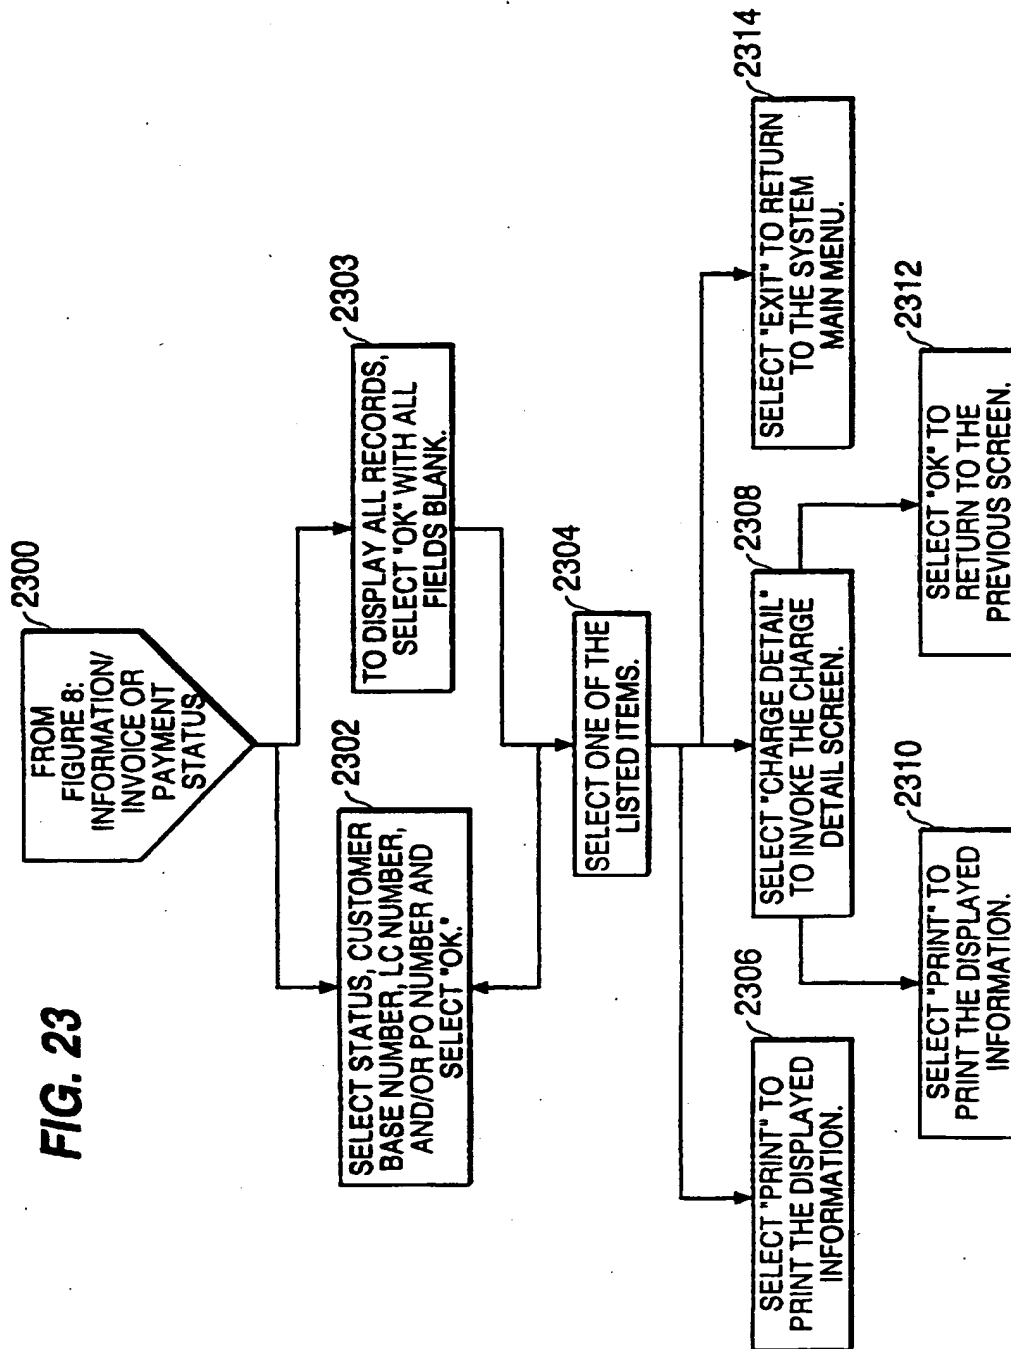 FIG. 23
2300
FROM
FIGURE 8:
INFORMATION/
INVOICE OR
PAYMENT
STATUS
2302
SELECT STATUS, CUSTOMER
BASE NUMBER, LC NUMBER,
AND/OR PO NUMBER AND
SELECT "OK."
2303
TO DISPLAY ALL RECORDS,
SELECT "OK" WITH ALL
FIELDS BLANK.
2304
SELECT ONE OF THE
LISTED ITEMS.
2306
SELECT "PRINT" TO
PRINT THE DISPLAYED
INFORMATION.
2308
SELECT "CHARGE DETAIL"
TO INVOKE THE CHARGE
DETAIL SCREEN.
2314
SELECT "EXIT" TO RETURN
TO THE SYSTEM
MAIN MENU.
2310
SELECT "PRINT" TO
PRINT THE DISPLAYED
INFORMATION.
2312
SELECT "OK" TO
RETURN TO THE
PREVIOUS SCREEN.